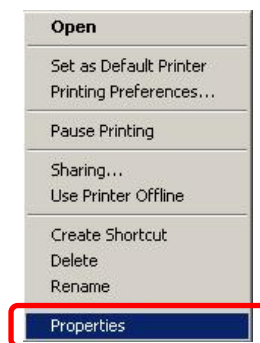 Open
Set as Default Printer
Printing Preferences...
Pause Printing
Sharing...
Use Printer Offline
Create Shortcut
Delete
Rename
Properties